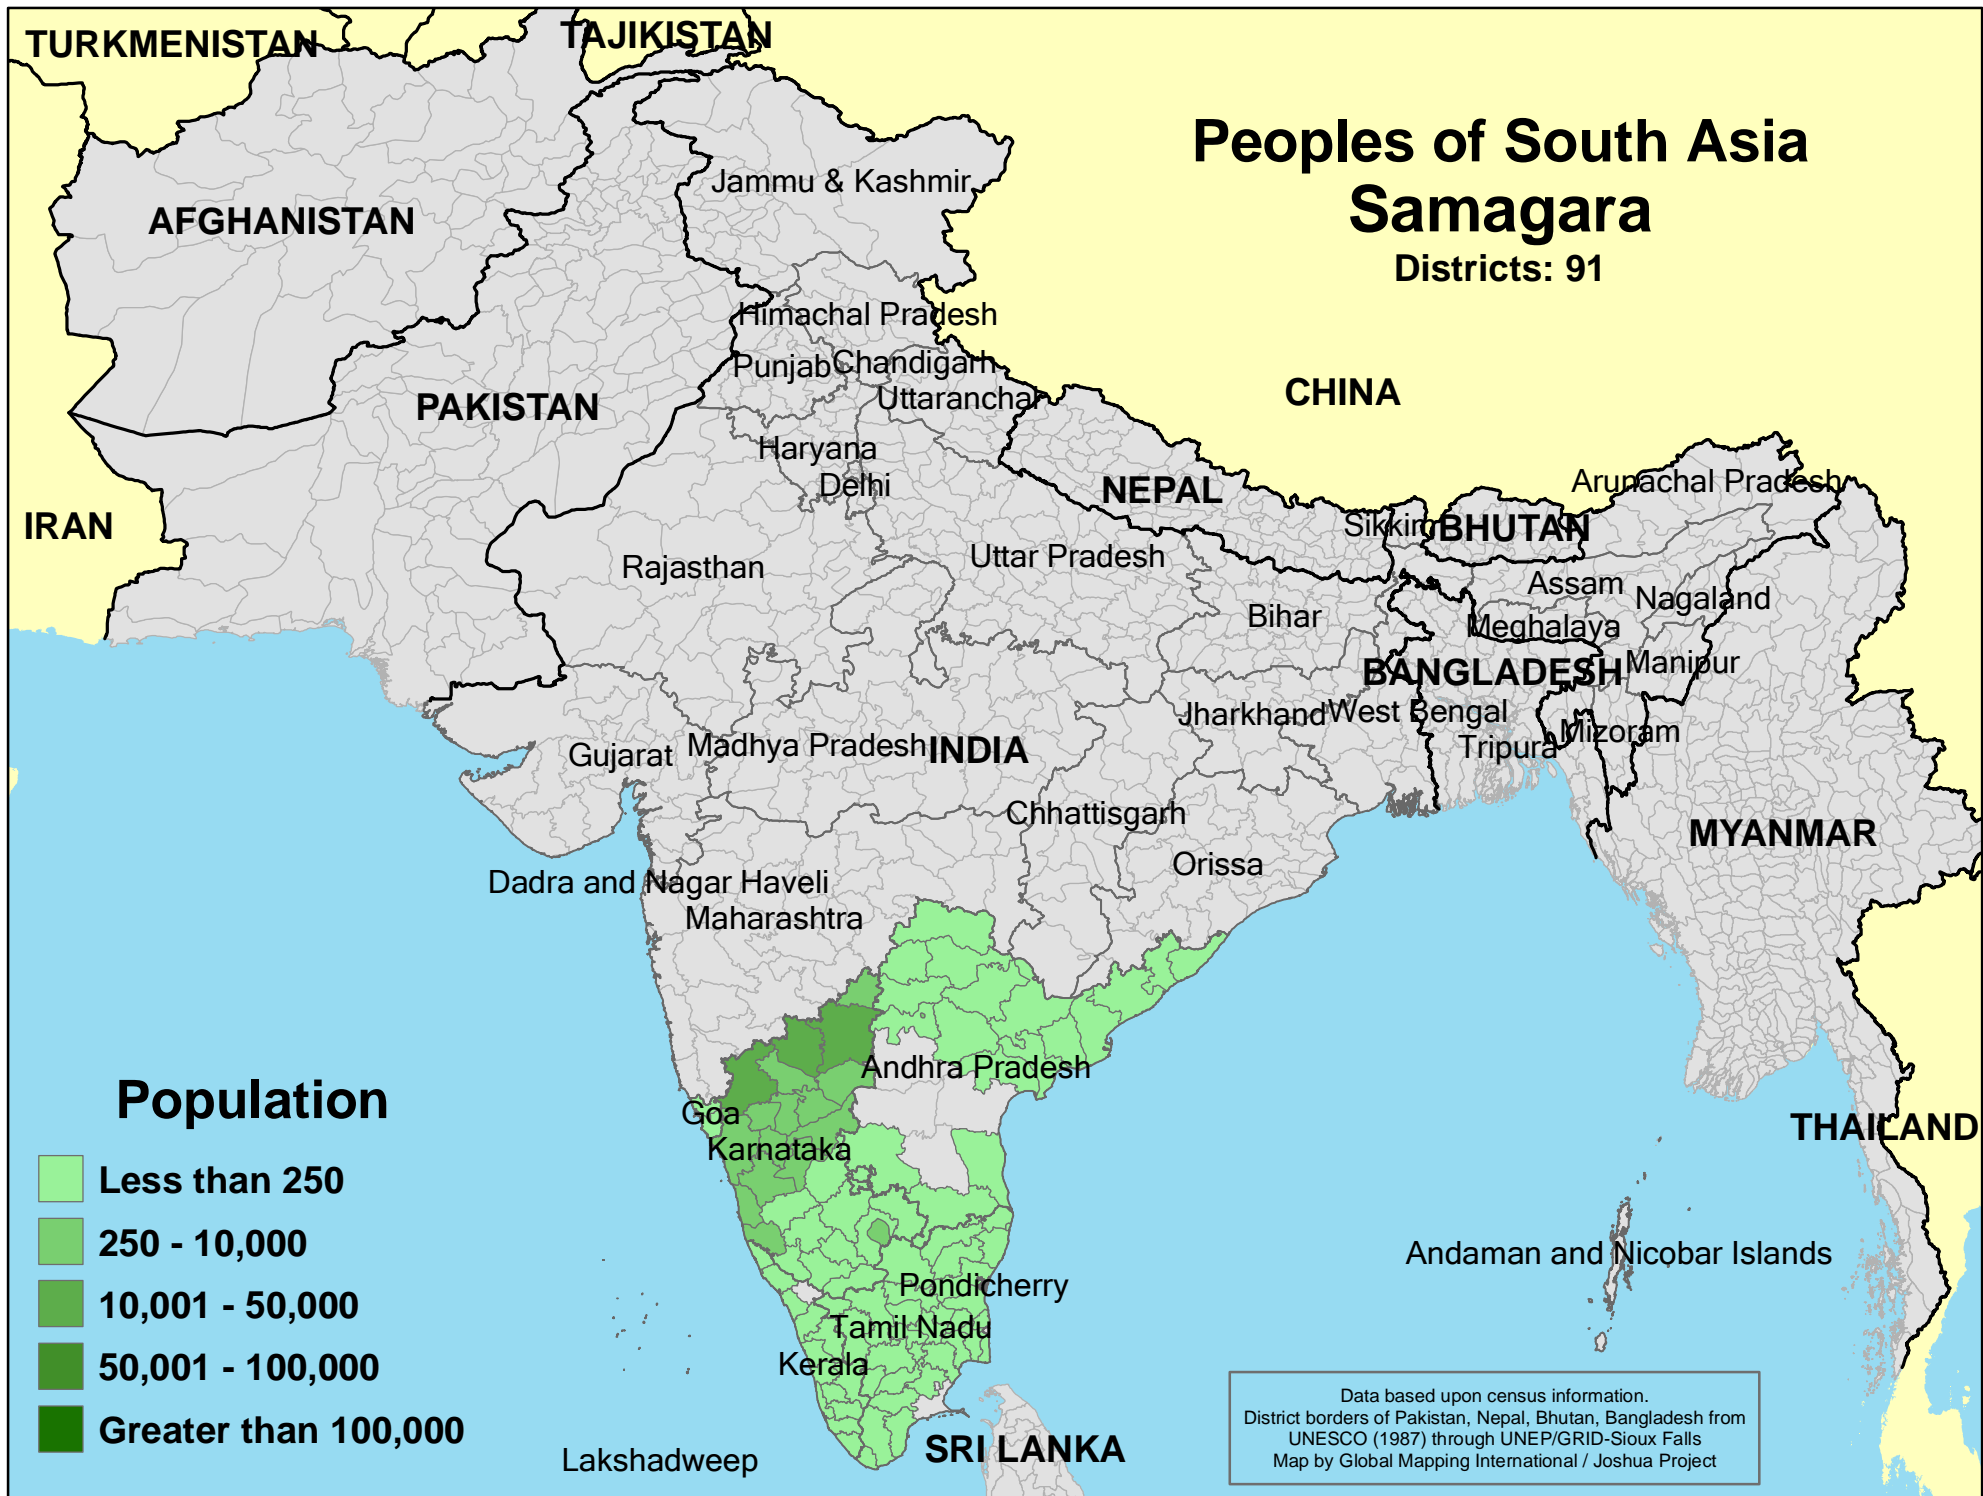 TURKMENISTAN
TAJIKISTAN
Peoples of South Asia
Samagara
Districts: 91
Jammu & Kashmir
AFGHANISTAN
Himachal Pradesh
Punjab
Chandigarh
Uttaranchal
CHINA
PAKISTAN
Haryana
Delhi
NEPAL
Arunachal Pradesh
IRAN
Sikkim
BHUTAN
Rajasthan
Uttar Pradesh
Assam
Nagaland
Bihar
Meghalaya
BANGLADESH
Manipur
Jharkhand
West Bengal
Gujarat
Madhya Pradesh
INDIA
Tripura
Mizoram
Chhattisgarh
MYANMAR
Orissa
Dadra and Nagar Haveli
Maharashtra
Andhra Pradesh
Goa
Karnataka
THAILAND
Andaman and Nicobar Islands
Pondicherry
Tamil Nadu
Kerala
SRI LANKA
Lakshadweep
Population
Less than 250
250 - 10,000
10,001 - 50,000
50,001 - 100,000
Greater than 100,000
Data based upon census information.
District borders of Pakistan, Nepal, Bhutan, Bangladesh from
UNESCO (1987) through UNEP/GRID-Sioux Falls
Map by Global Mapping International / Joshua Project